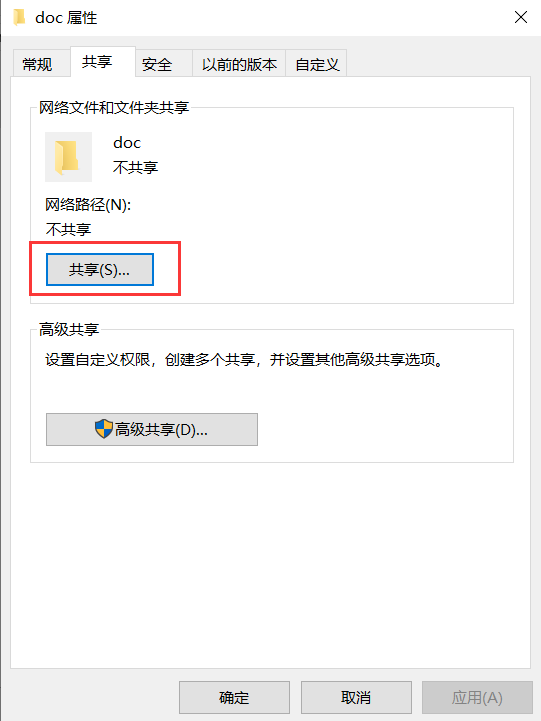 doc 属性
常规 共享 安全 以前的版本 自定义
网络文件和文件夹共享
doc
不共享
网络路径(N):
不共享
共享(S)...
高级共享
设置自定义权限，创建多个共享，并设置其他高级共享选项。
高级共享(D)...
确定 取消 应用(A)